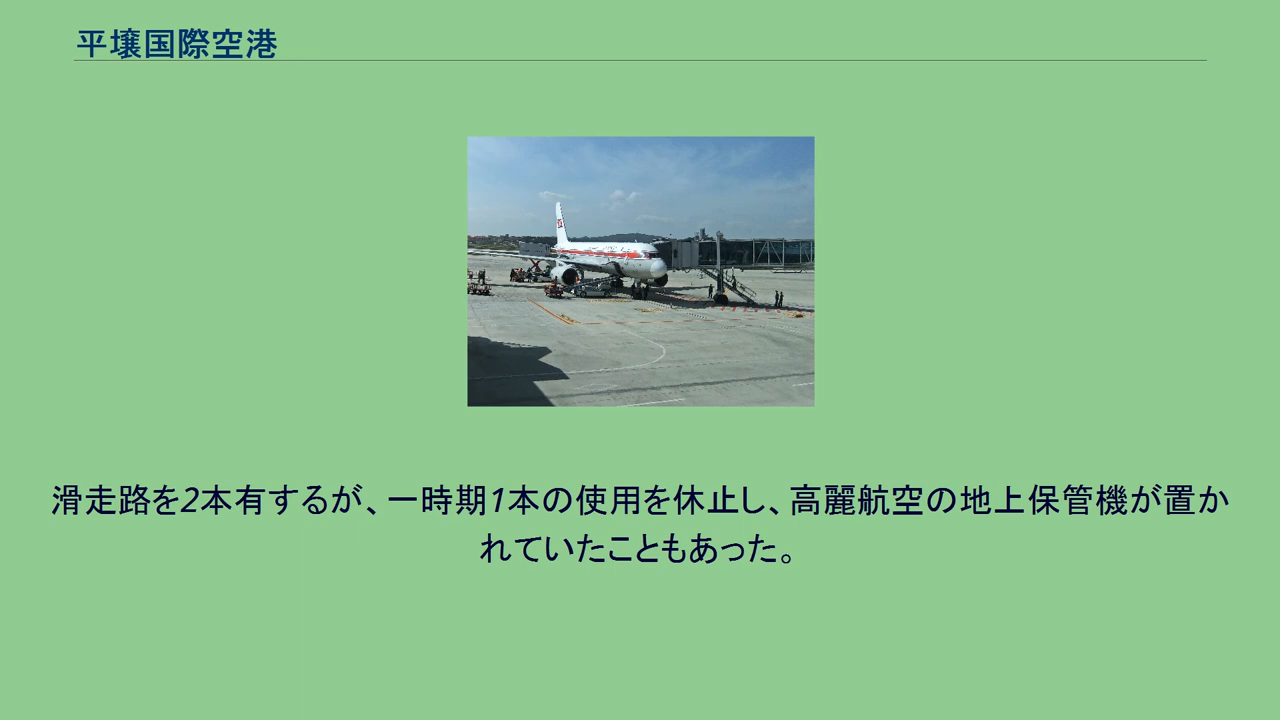 平壌国際空港
滑走路を2本有するが、一時期1本の使用を休止し、高麗航空の地上保管機が置か
れていたこともあった。